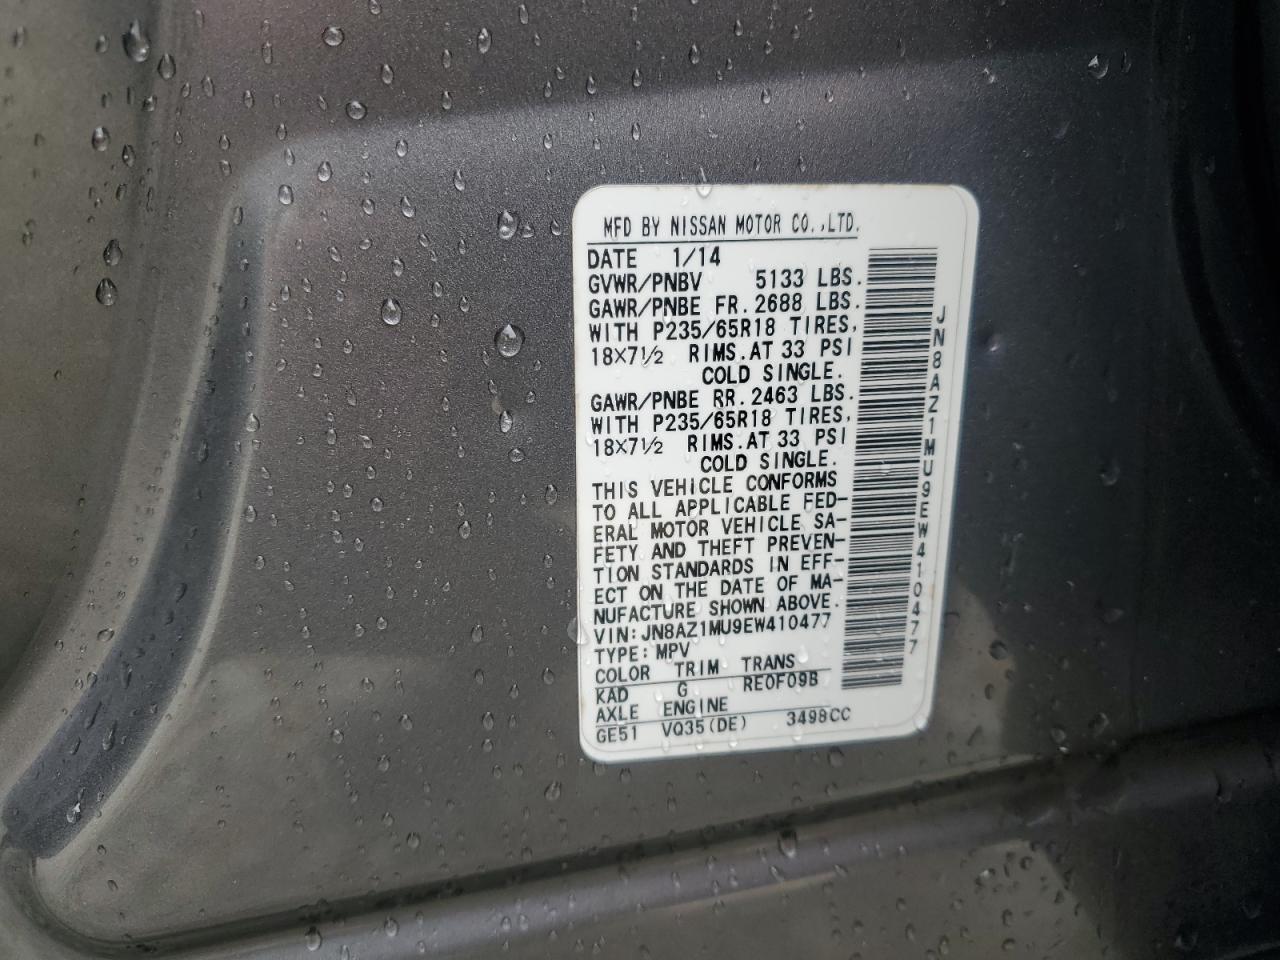 MFD BY NISSAN MOTOR CO.,LTD.
DATE 1/14
GVWR/PNBV 5133 LBS.
GAWR/PNBE FR.2688 LBS.
WITH P235/65R18 TIRES,
18X7½ RIMS.AT 33 PSI
COLD SINGLE.
GAWR/PNBE RR.2463 LBS.
WITH P235/65R18 TIRES,
18X7½ RIMS.AT 33 PSI
COLD SINGLE.
THIS VEHICLE CONFORMS
TO ALL APPLICABLE FED-
ERAL MOTOR VEHICLE SA-
FETY AND THEFT PREVEN-
TION STANDARDS IN EFF-
ECT ON THE DATE OF MA-
NUFACTURE SHOWN ABOVE.
VIN:JN8AZ1MU9EW410477
TYPE:MPV
COLOR TRIM TRANS
KAD G RE0F09B
AXLE ENGINE
GE51 VQ35(DE) 3498CC
JN8AZ1MU9EW410477